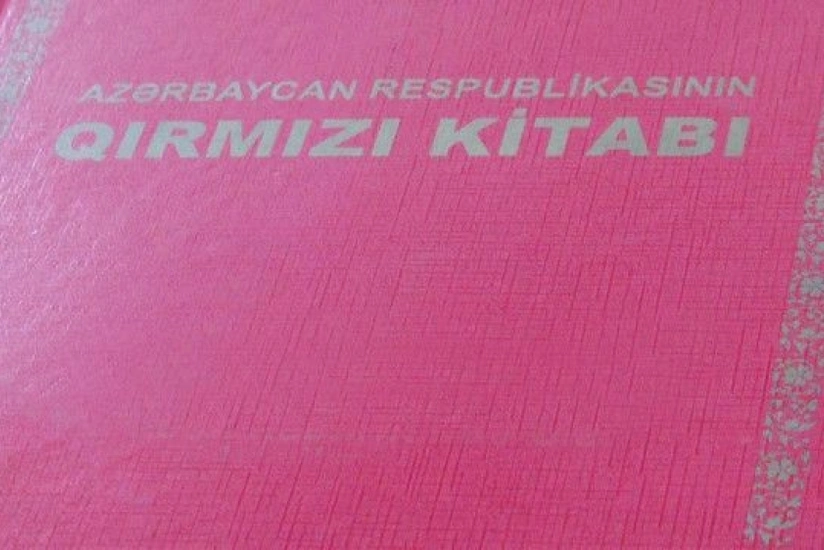 AZƏRBAYCAN RESPUBLİKASININ
QIRMIZI KİTABI